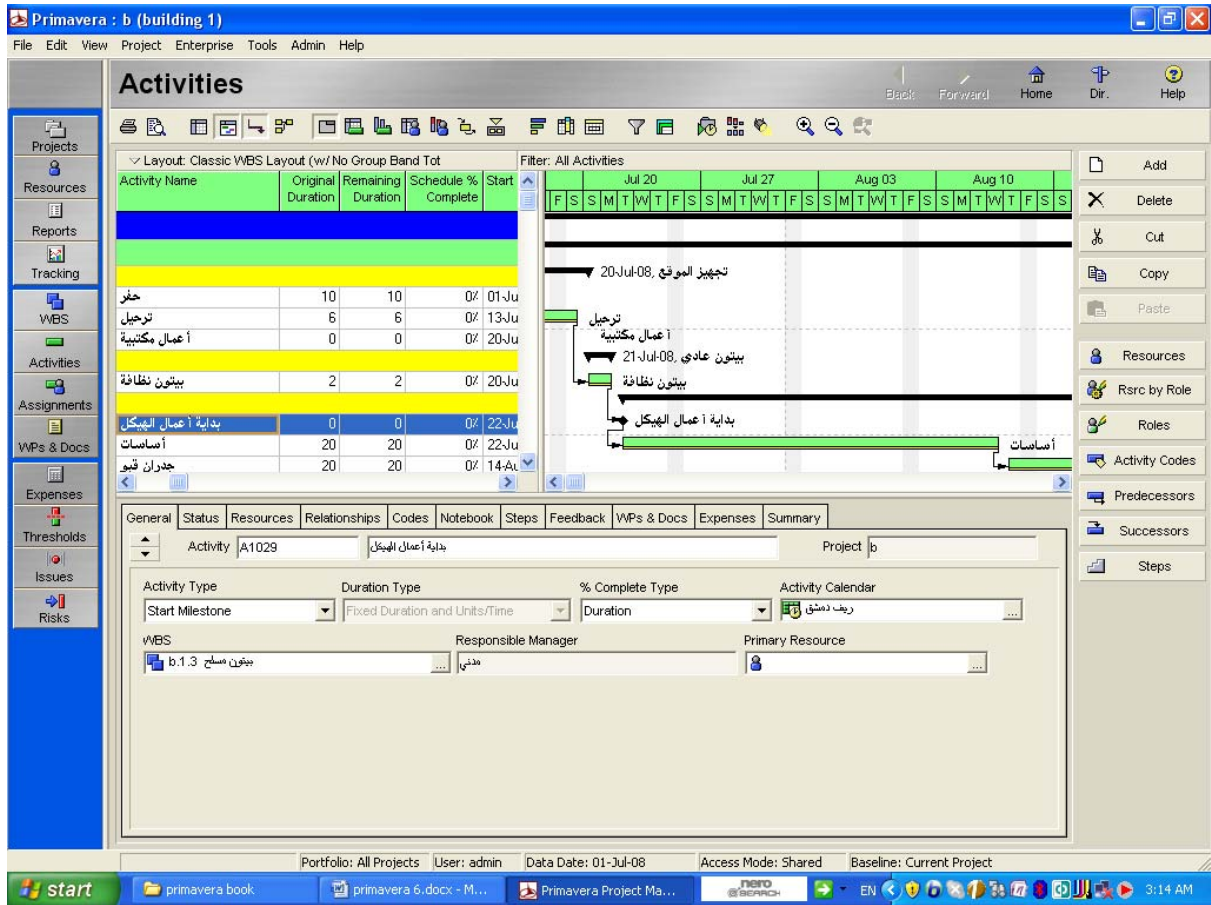 Primavera : b (building 1)
File Edit View Project Enterprise Tools Admin Help
Activities
Back Forward Home Dir. Help
Projects
Resources
Reports
Tracking
WBS
Activities
Assignments
WPs & Docs
Expenses
Thresholds
Issues
Risks
Layout: Classic WBS Layout (w/ No Group Band Tot
Filter: All Activities
Activity Name Original Duration Remaining Duration Schedule % Complete Start
Jul 20 Jul 27 Aug 03 Aug 10
F S S M T W T F S S M T W T F S S M T W T F S S M T W T F S S
تجهيز الموقع ,20-Jul-08
حفر 10 10 0% 01-Ju
ترحيل 6 6 0% 13-Ju
ترحيل
أعمال مكتبية 0 0 0% 20-Ju
أعمال مكتبية
بيتون عادي ,21-Jul-08
بيتون نظافة 2 2 0% 20-Ju
بيتون نظافة
بداية أعمال الهيكل 0 0 0% 22-Ju
بداية أعمال الهيكل
أساسات 20 20 0% 22-Ju
أساسات
جدران قبو 20 20 0% 14-Au
General Status Resources Relationships Codes Notebook Steps Feedback WPs & Docs Expenses Summary
Activity A1029 بداية أعمال الهيكل Project b
Activity Type Duration Type % Complete Type Activity Calendar
Start Milestone Fixed Duration and Units/Time Duration ريف دمشق ...
WBS Responsible Manager Primary Resource
b.1.3 بيتون مسلح ... مدني ...
Add
Delete
Cut
Copy
Paste
Resources
Rsrc by Role
Roles
Activity Codes
Predecessors
Successors
Steps
Portfolio: All Projects User: admin Data Date: 01-Jul-08 Access Mode: Shared Baseline: Current Project
start primavera book primavera 6.docx - M... Primavera Project Ma... nero SEARCH EN 3:14 AM